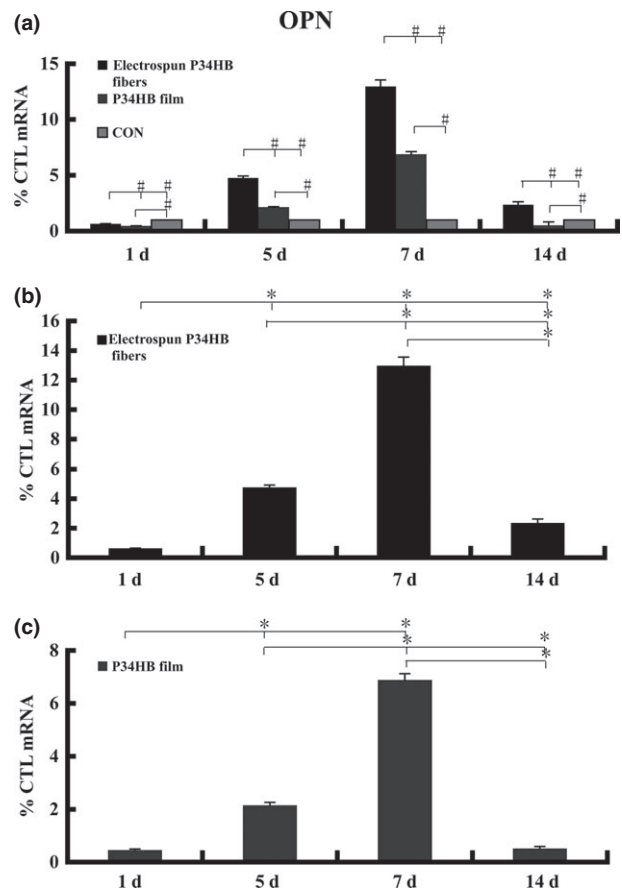 (a)
OPN
15
10
5
0
% CTL mRNA
Electrospun P34HB
fibers
P34HB film
CON
# #
#
# #
#
# #
#
# #
#
1 d 5 d 7 d 14 d
(b)
16
14
12
10
8
6
4
2
0
% CTL mRNA
Electrospun P34HB
fibers
* * *
* *
*
1 d 5 d 7 d 14 d
(c)
8
6
4
2
0
% CTL mRNA
P34HB film
* *
* *
*
1 d 5 d 7 d 14 d